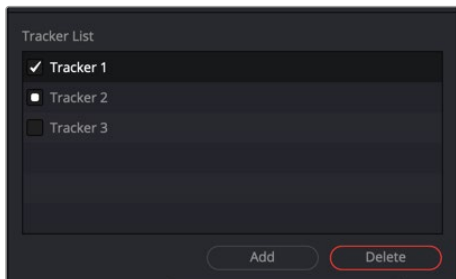 Tracker List
Tracker 1
Tracker 2
Tracker 3
Add Delete